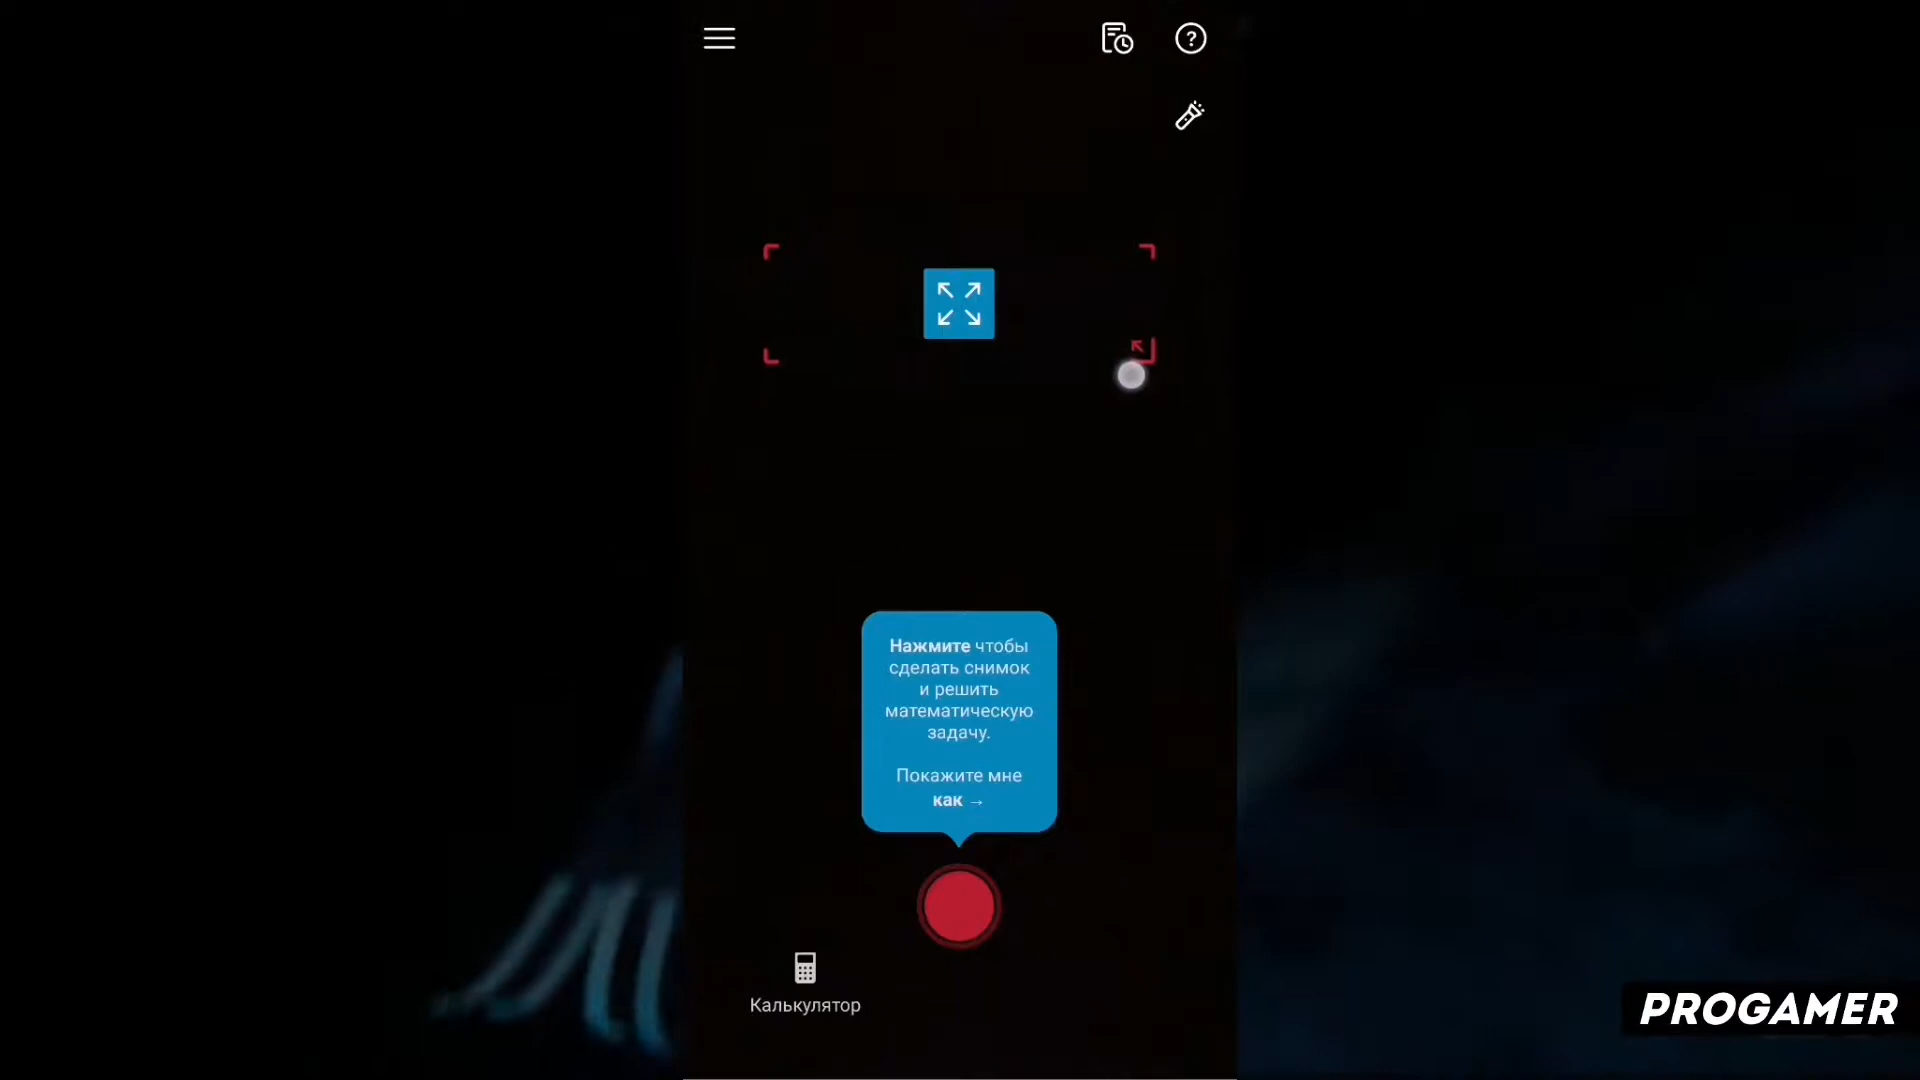 Нажмите чтобы
сделать снимок
и решить
математическую
задачу.
Покажите мне
как →
Калькулятор
PROGAMER